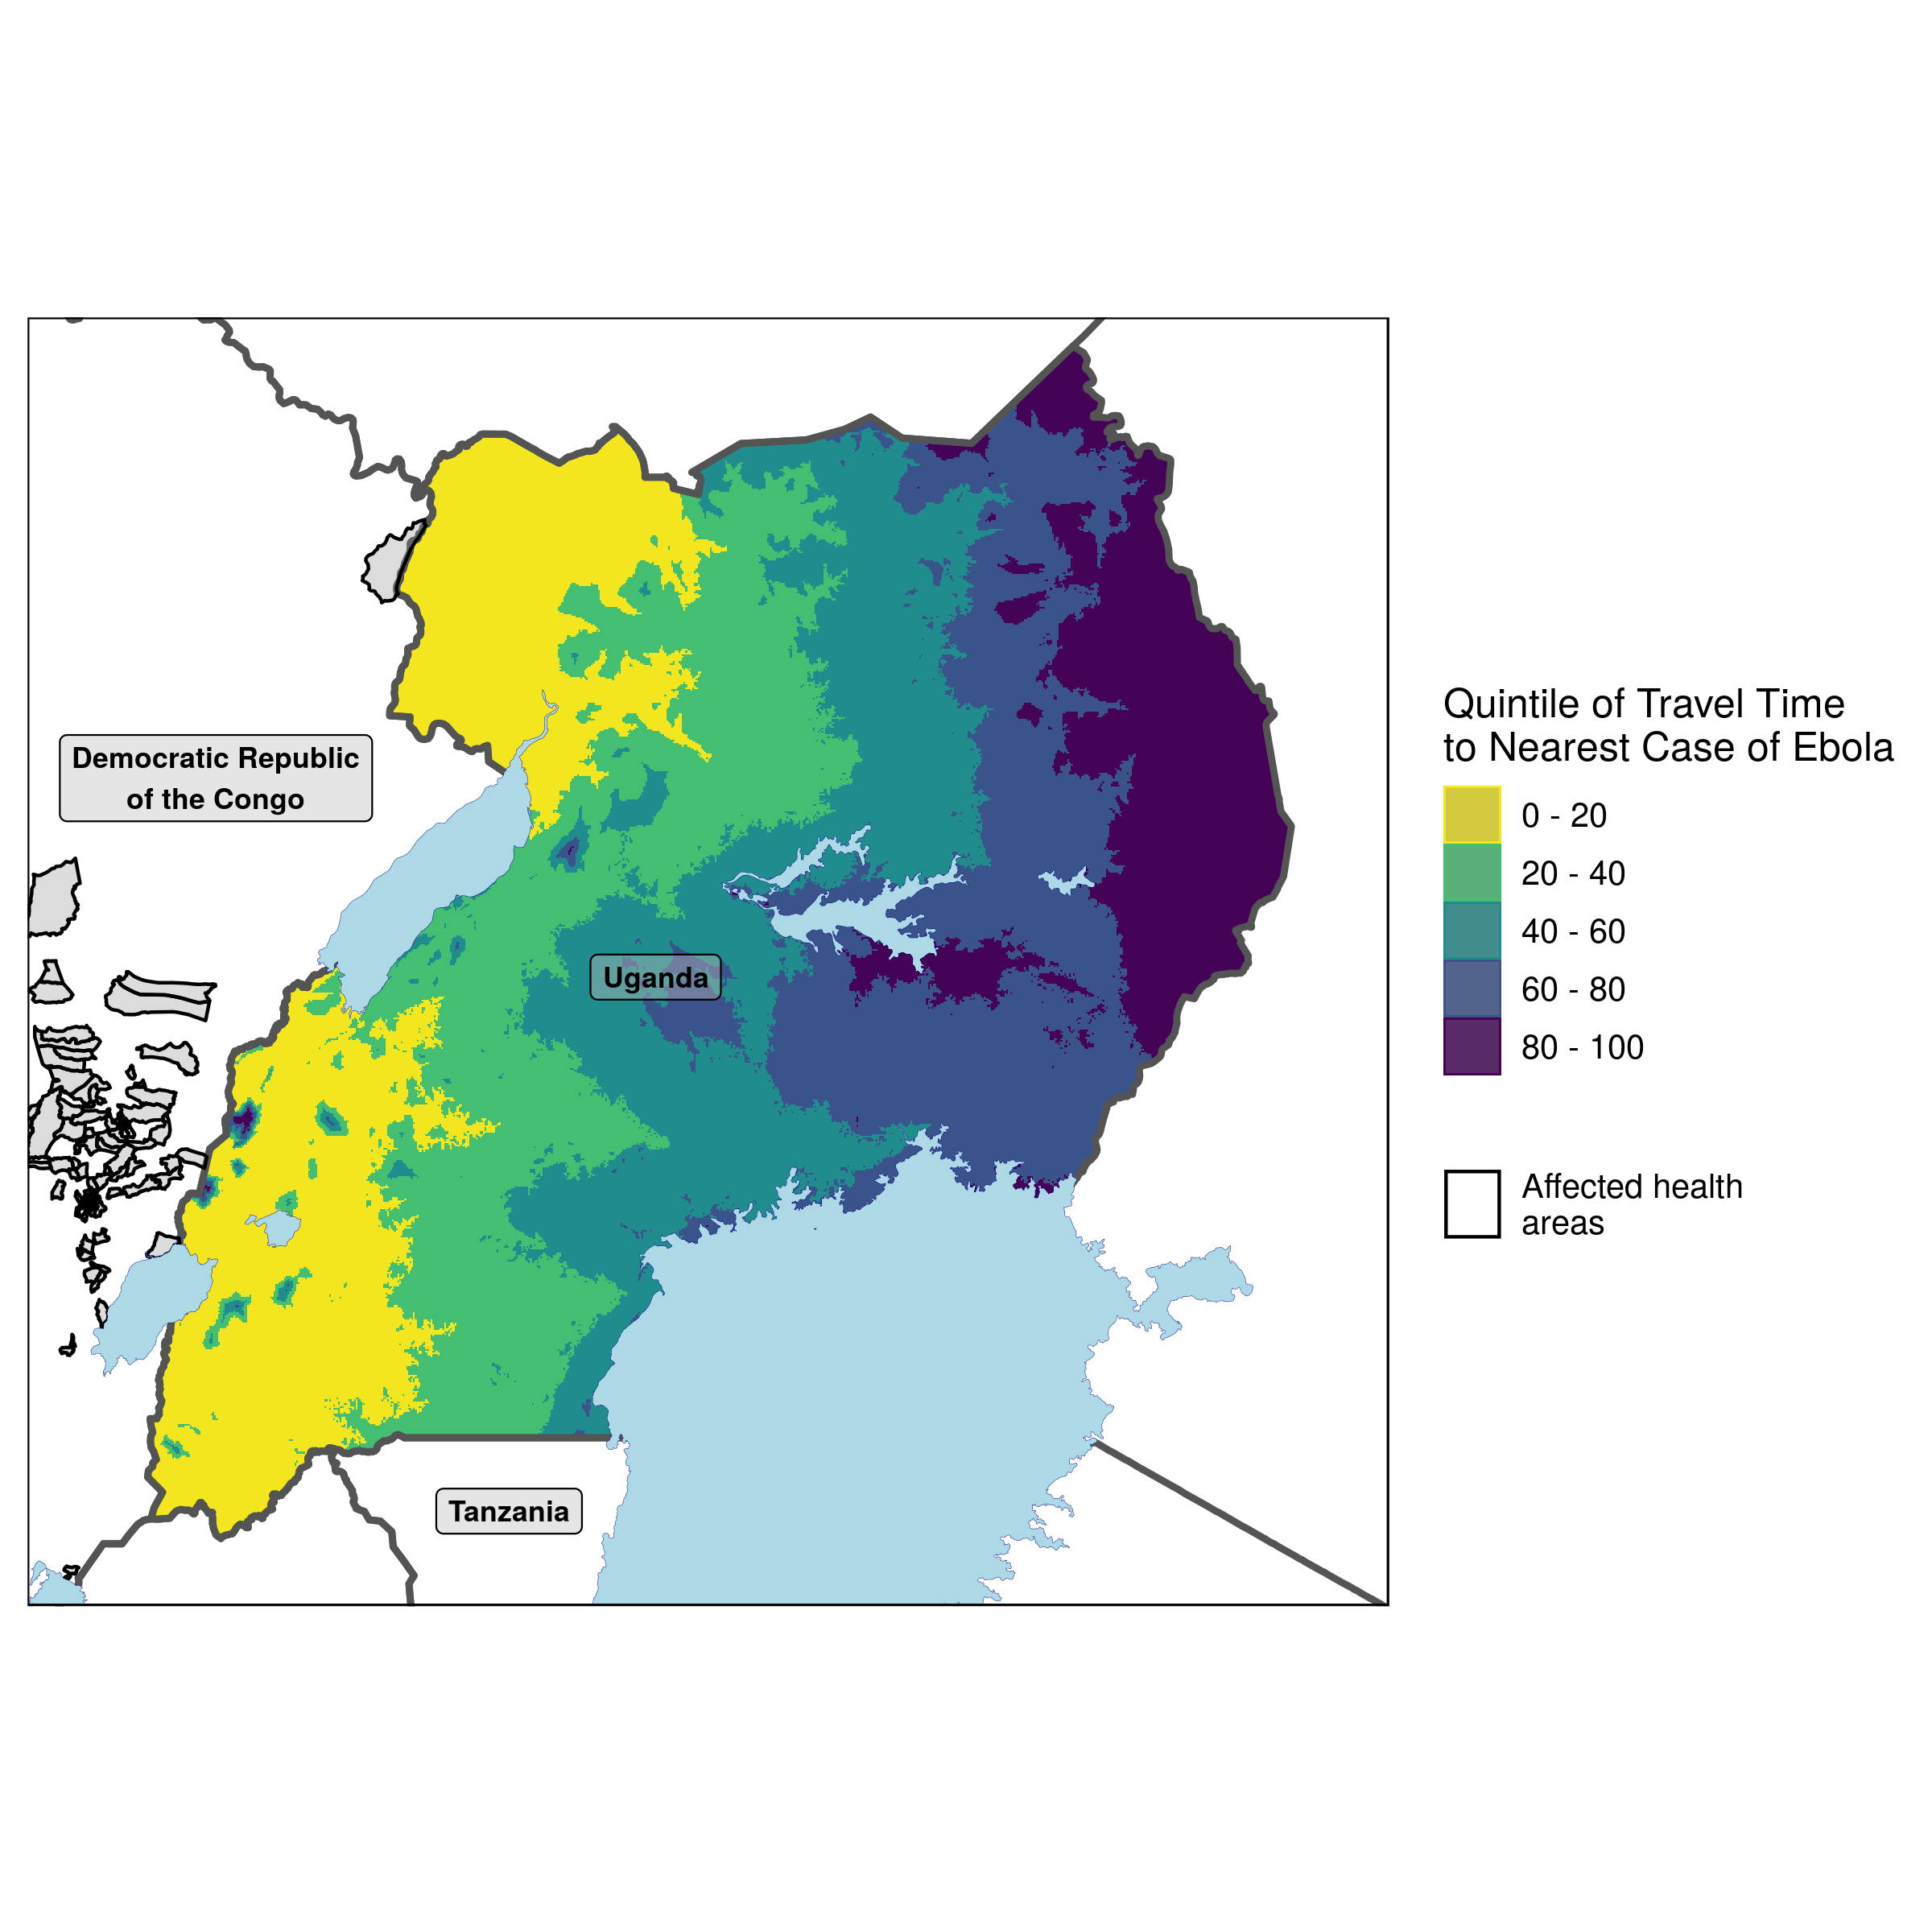 Democratic Republic
of the Congo
Uganda
Tanzania
Quintile of Travel Time
to Nearest Case of Ebola
0 - 20
20 - 40
40 - 60
60 - 80
80 - 100
Affected health
areas